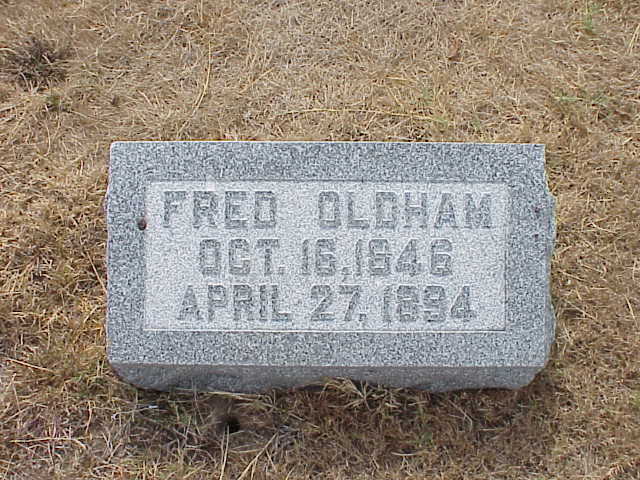 FRED OLDHAM
OCT. 16, 1846
APRIL 27, 1894